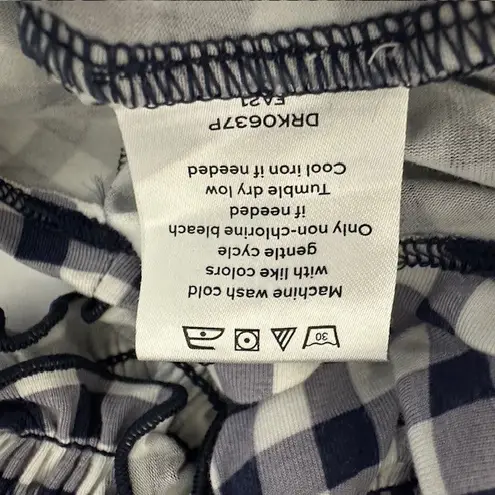 30
Machine wash cold
with like colors
gentle cycle
Only non-chlorine bleach
if needed
Tumble dry low
Cool iron if needed
DRK0637P
FA21